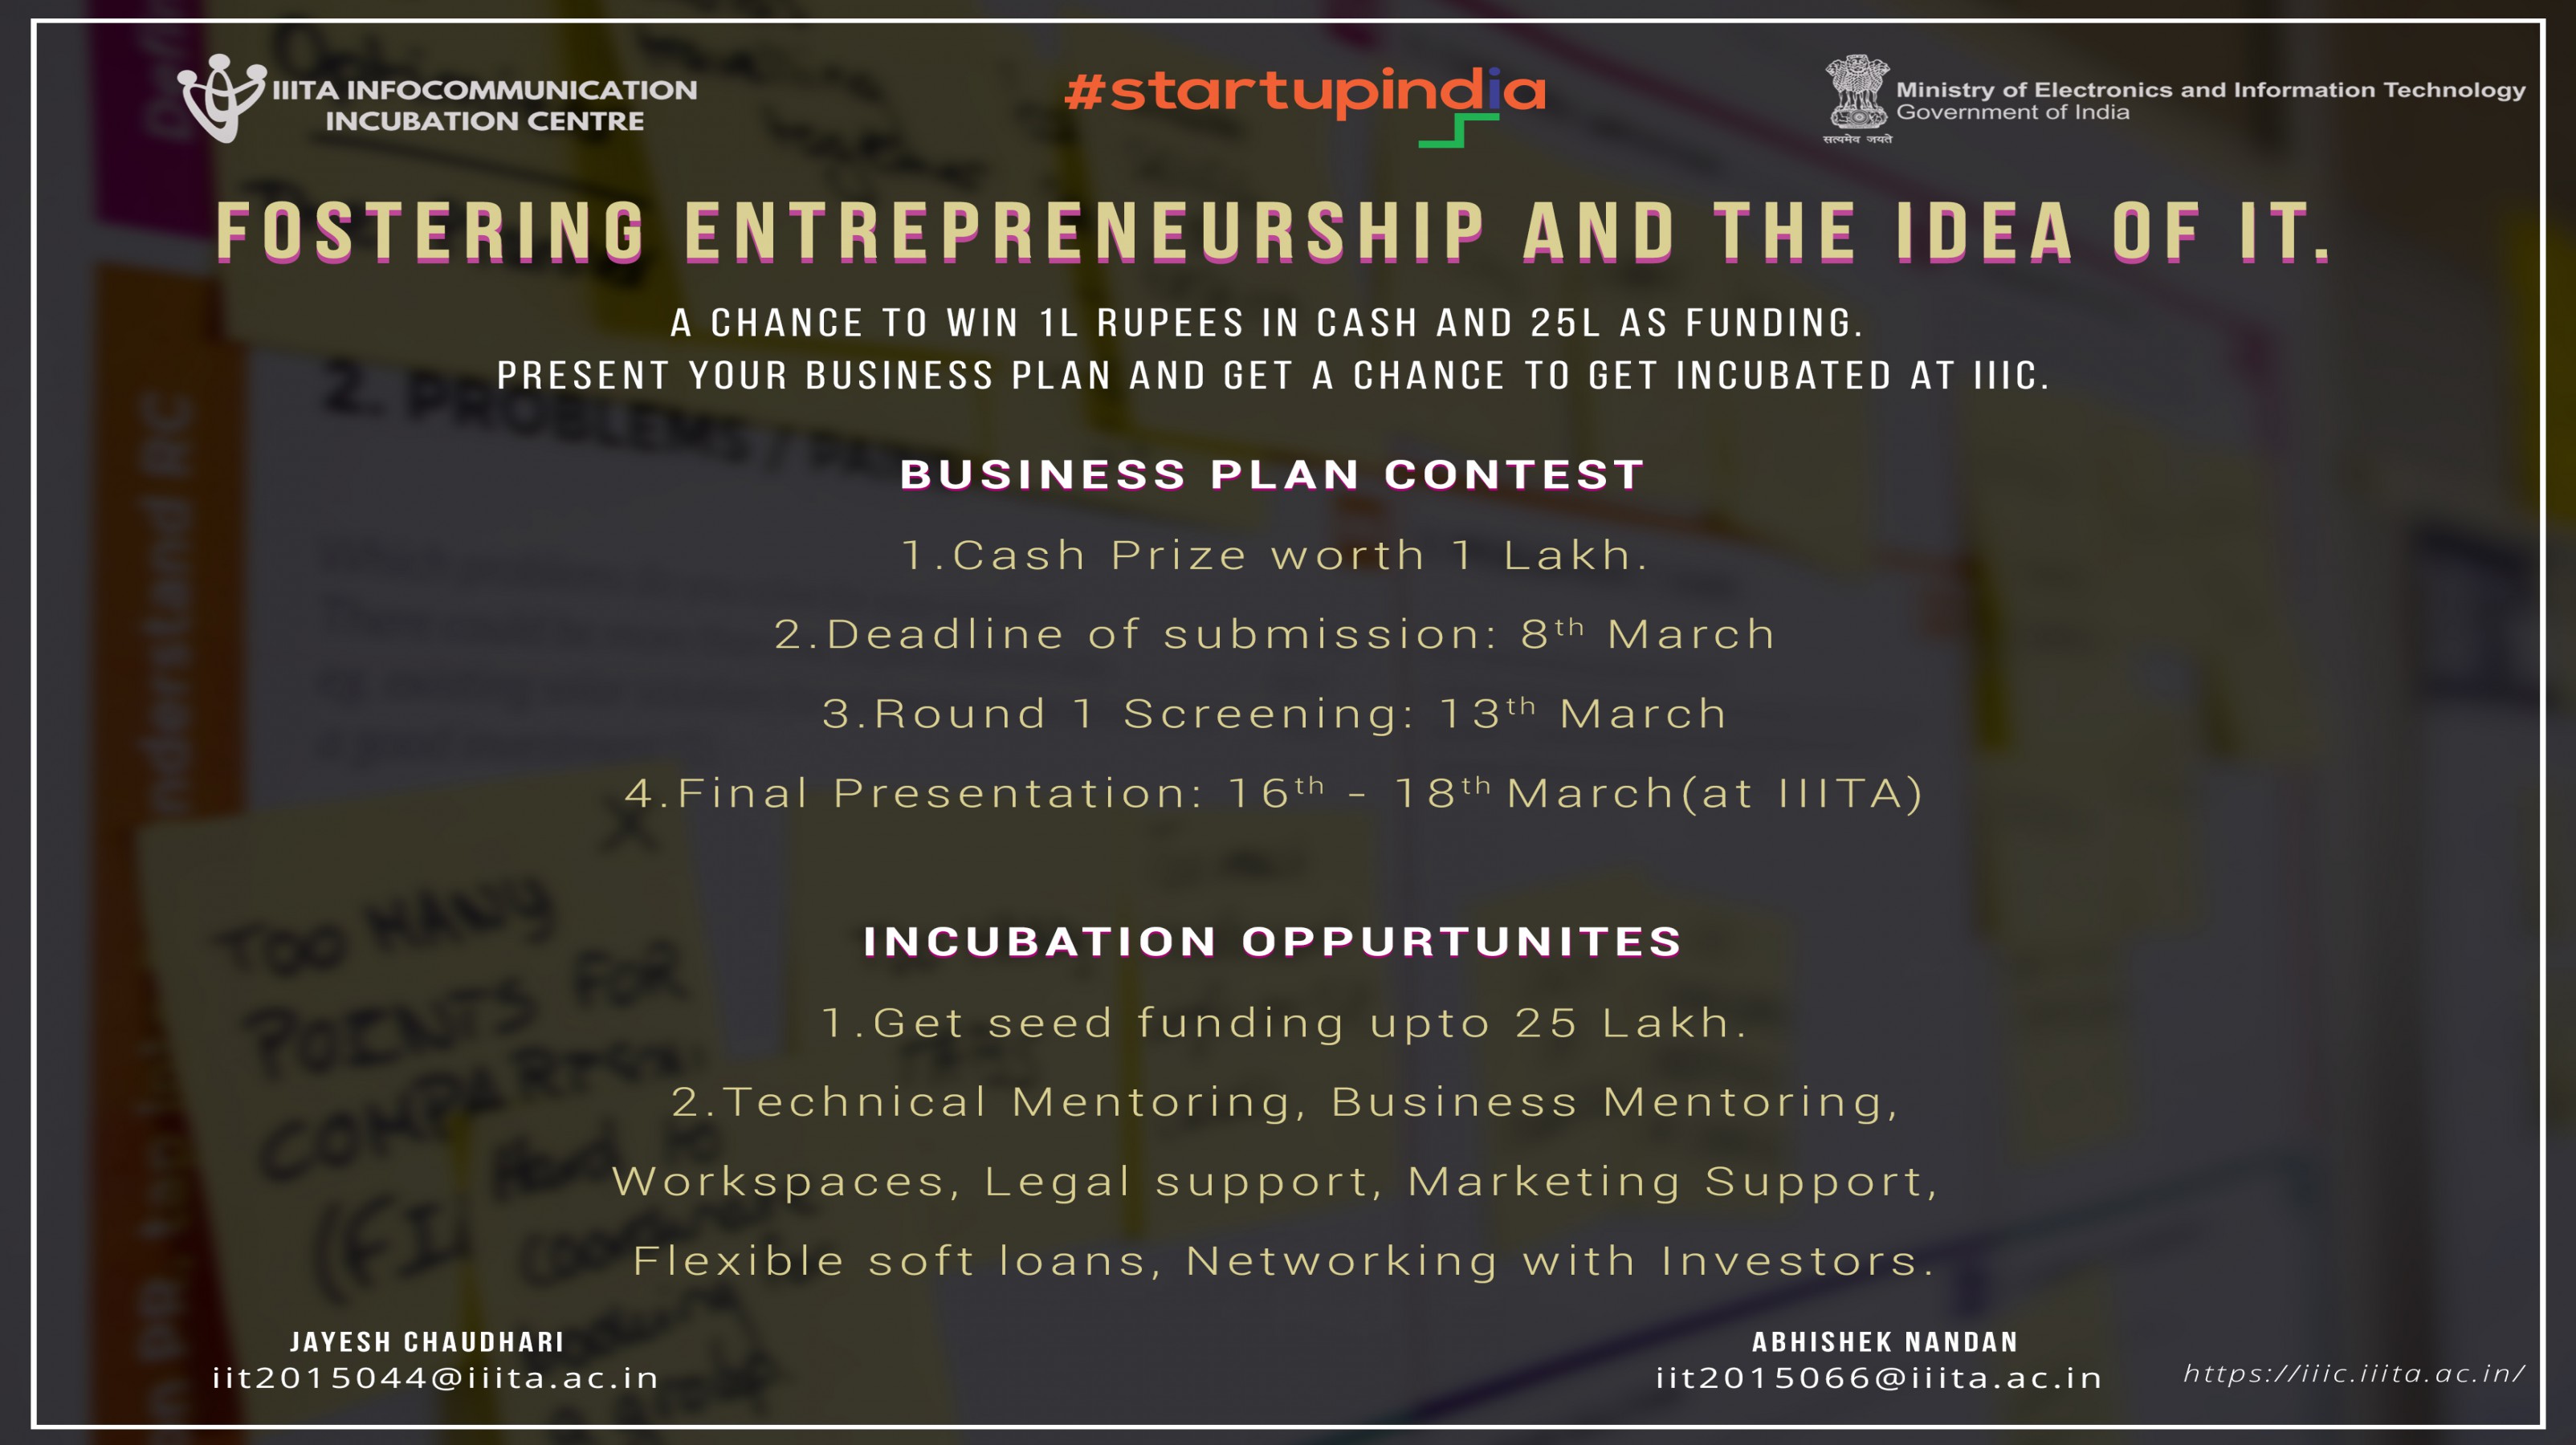 IIITA INFOCOMMUNICATION
INCUBATION CENTRE
#startupindia
Ministry of Electronics and Information Technology
Government of India
सत्यमेव जयते
FOSTERING ENTREPRENEURSHIP AND THE IDEA OF IT.
A CHANCE TO WIN 1L RUPEES IN CASH AND 25L AS FUNDING.
PRESENT YOUR BUSINESS PLAN AND GET A CHANCE TO GET INCUBATED AT IIIC.
2. PROBLEMS /
BUSINESS PLAN CONTEST
1.Cash Prize worth 1 Lakh.
2.Deadline of submission: 8th March
3.Round 1 Screening: 13th March
4.Final Presentation: 16th - 18th March(at IIITA)
TOO MANY
POINTS FOR
INCUBATION OPPURTUNITES
1.Get seed funding upto 25 Lakh.
2.Technical Mentoring, Business Mentoring,
Workspaces, Legal support, Marketing Support,
Flexible soft loans, Networking with Investors.
JAYESH CHAUDHARI
iit2015044@iiita.ac.in
ABHISHEK NANDAN
iit2015066@iiita.ac.in
https://iiic.iiita.ac.in/